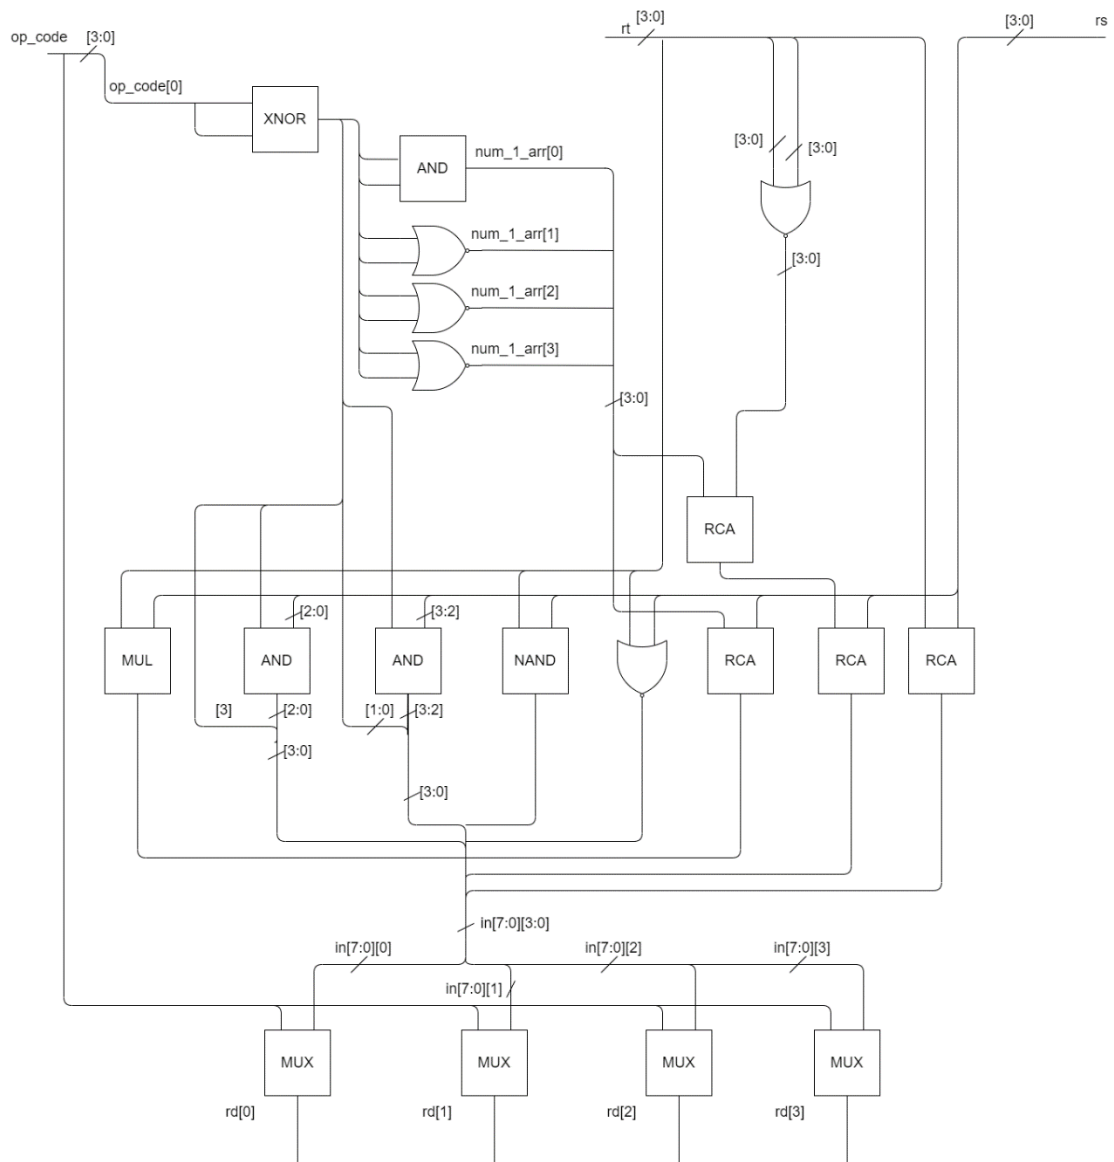 op_code
[3:0]
rt
[3:0]
[3:0]
rs
op_code[0]
XNOR
AND
num_1_arr[0]
[3:0]
[3:0]
num_1_arr[1]
[3:0]
num_1_arr[2]
num_1_arr[3]
[3:0]
RCA
[2:0]
[3:2]
MUL
AND
AND
NAND
RCA
RCA
RCA
[3]
[2:0]
[1:0]
[3:2]
[3:0]
[3:0]
in[7:0][3:0]
in[7:0][0]
in[7:0][2]
in[7:0][3]
in[7:0][1]
MUX
MUX
MUX
MUX
rd[0]
rd[1]
rd[2]
rd[3]